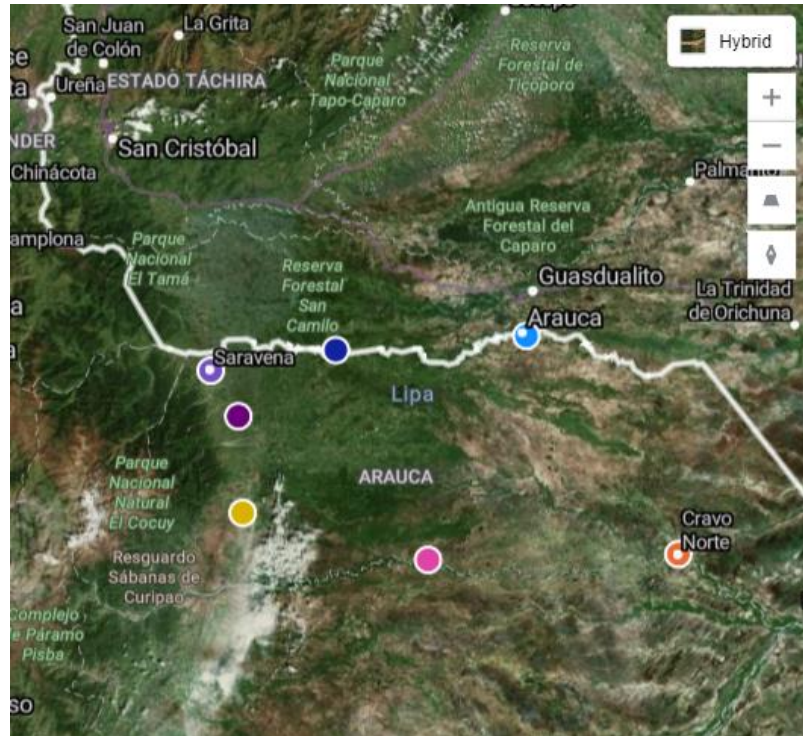 San Juan
de Colón
La Grita
Hybrid
Parque
Nacional
Tapo-Caparo
Reserva
Forestal de
Ticoporo
Ureña
ESTADO TÁCHIRA
San Cristóbal
Chinácota
Antigua Reserva
Forestal del
Caparo
Parque
Nacional
El Tamá
Reserva
Forestal
San
Camilo
Guasdualito
La Trinidad
de Orichuna
Arauca
Saravena
Lipa
ARAUCA
Parque
Nacional
Natural
El Cocuy
Cravo
Norte
Resguardo
Sábanas de
Curipao
Complejo
Páramo
Pisba